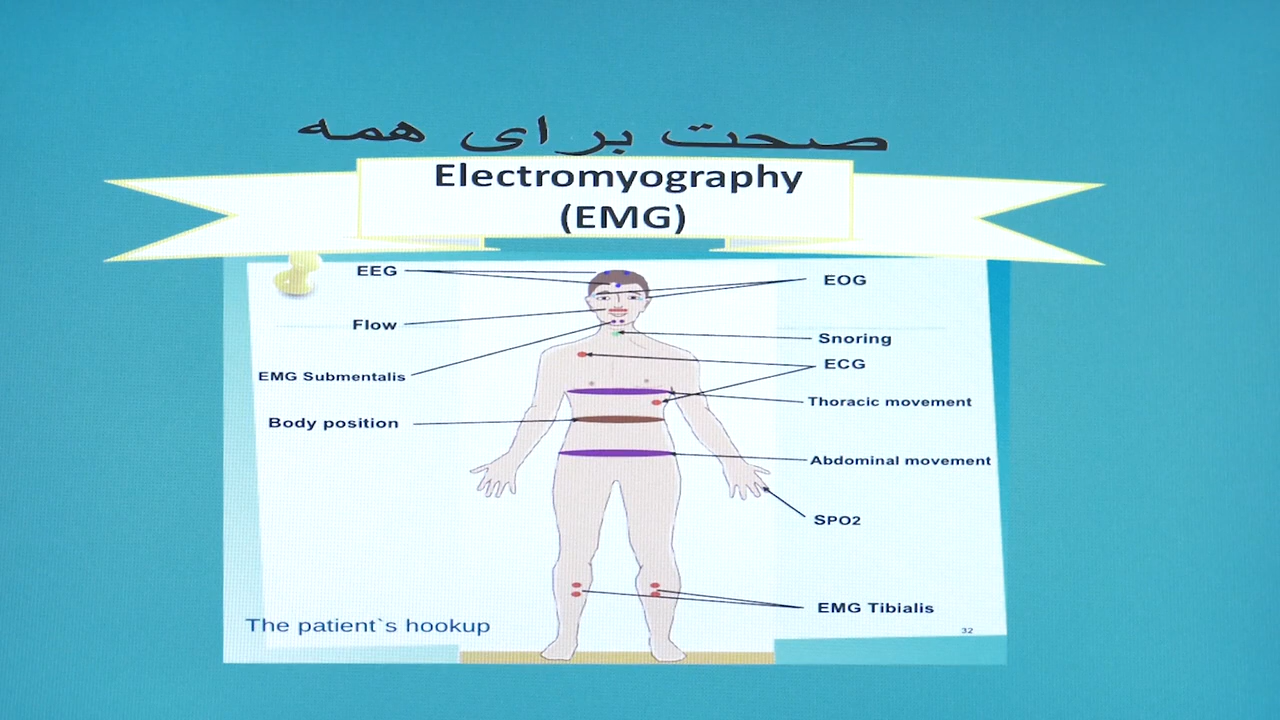 صحت برای همه
Electromyography
(EMG)
EEG
EOG
Flow
Snoring
ECG
EMG Submentalis
Thoracic movement
Body position
Abdominal movement
SPO2
EMG Tibialis
The patient`s hookup
32